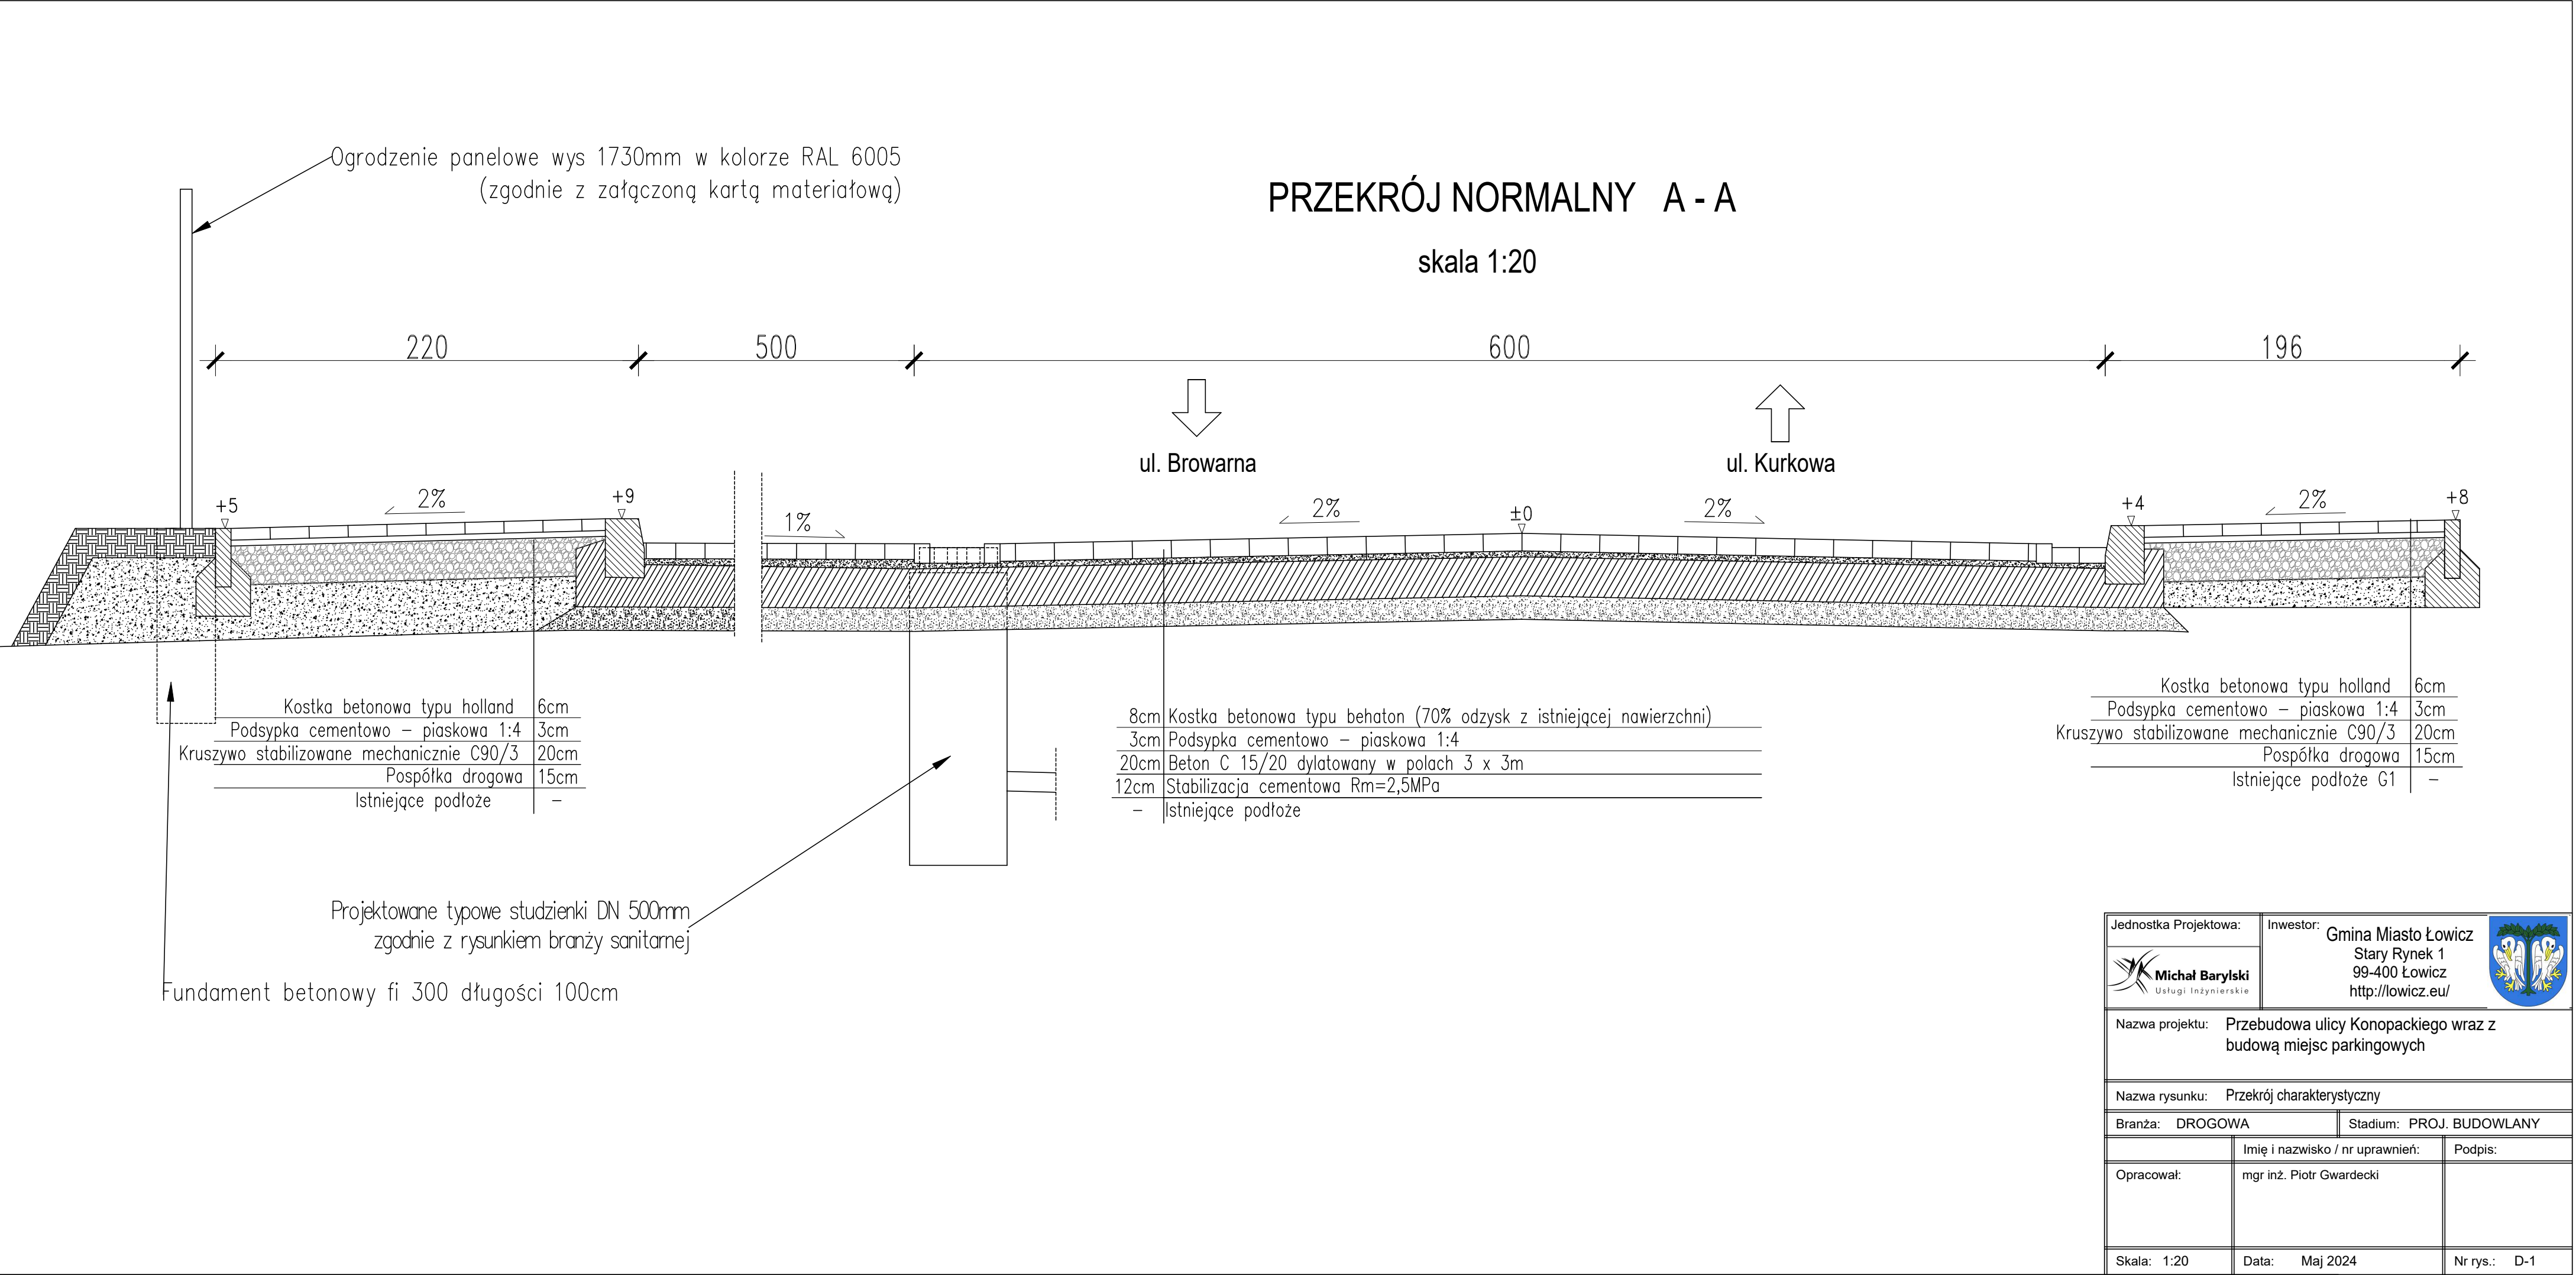 Ogrodzenie panelowe wys 1730mm w kolorze RAL 6005
(zgodnie z załączoną kartą materiałową)
PRZEKRÓJ NORMALNY A - A
skala 1:20
220
500
600
196
ul. Browarna
ul. Kurkowa
+5
2%
+9
1%
2%
±0
2%
+4
2%
+8
Kostka betonowa typu holland 6cm
Podsypka cementowo – piaskowa 1:4 3cm
Kruszywo stabilizowane mechanicznie C90/3 20cm
Pospółka drogowa 15cm
Istniejące podłoże –
8cm Kostka betonowa typu behaton (70% odzysk z istniejącej nawierzchni)
3cm Podsypka cementowo – piaskowa 1:4
20cm Beton C 15/20 dylatowany w polach 3 x 3m
12cm Stabilizacja cementowa Rm=2,5MPa
– Istniejące podłoże
Kostka betonowa typu holland 6cm
Podsypka cementowo – piaskowa 1:4 3cm
Kruszywo stabilizowane mechanicznie C90/3 20cm
Pospółka drogowa 15cm
Istniejące podłoże G1 –
Projektowane typowe studzienki DN 500mm
zgodnie z rysunkiem branży sanitarnej
Fundament betonowy fi 300 długości 100cm
Jednostka Projektowa:
Michał Barylski
Usługi Inżynierskie
Inwestor:
Gmina Miasto Łowicz
Stary Rynek 1
99-400 Łowicz
http://lowicz.eu/
Nazwa projektu: Przebudowa ulicy Konopackiego wraz z
budową miejsc parkingowych
Nazwa rysunku: Przekrój charakterystyczny
Branża: DROGOWA
Stadium: PROJ. BUDOWLANY
Imię i nazwisko / nr uprawnień:
Podpis:
Opracował:
mgr inż. Piotr Gwardecki
Skala: 1:20
Data: Maj 2024
Nr rys.: D-1